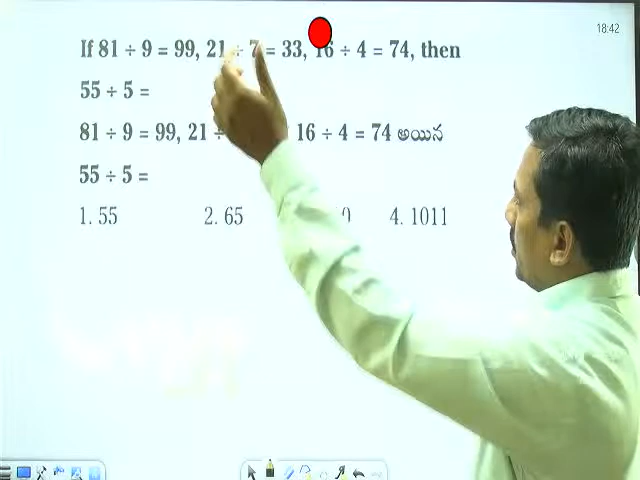 If 81 ÷ 9 = 99, 21 ÷ 7 = 33, 16 ÷ 4 = 74, then
18:42
55 ÷ 5 =
81 ÷ 9 = 99, 21 ÷ 16 ÷ 4 = 74 అయిన
55 ÷ 5 =
1. 55 2. 65 0 4. 1011